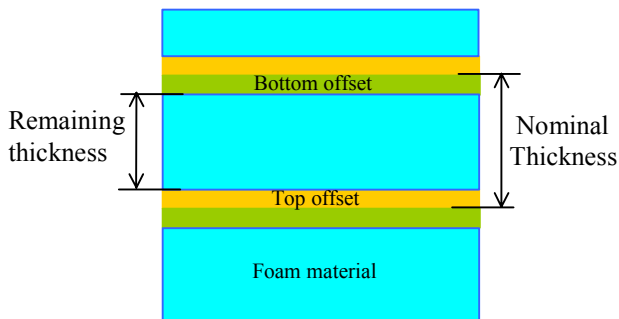 Bottom offset
Remaining
thickness
Nominal
Thickness
Top offset
Foam material